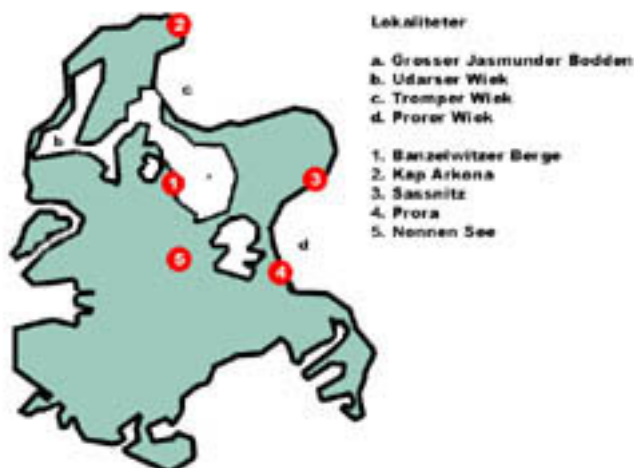 Lokaliteter
a. Grosser Jasmunder Bodden
b. Udarser Wiek
c. Tromper Wiek
d. Prorer Wiek
1. Banzelwitzer Berge
2. Kap Arkona
3. Sassnitz
4. Prora
5. Nonnen See
2
c
b
1
3
d
5
4